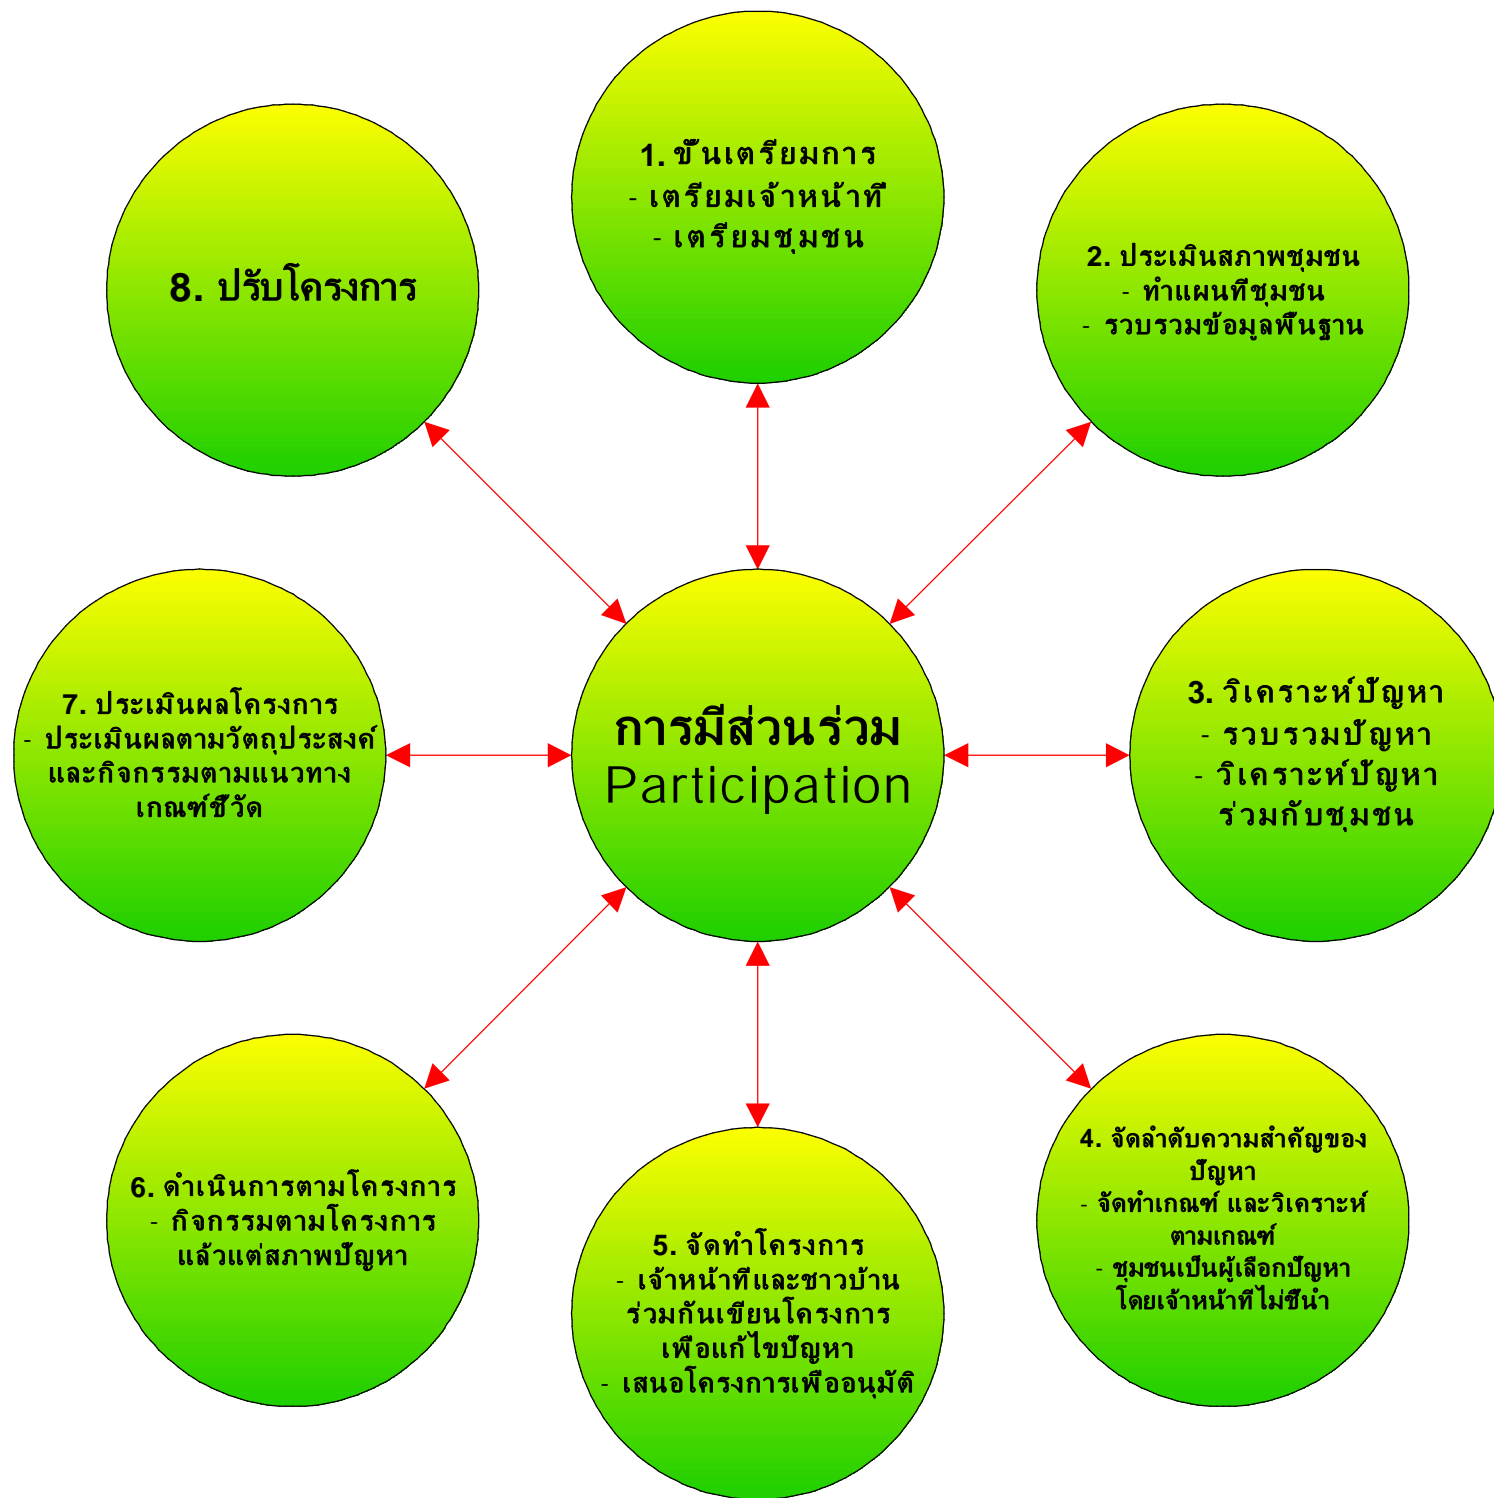 1. ขั้นเตรียมการ
- เตรียมเจ้าหน้าที่
- เตรียมชุมชน
2. ประเมินสภาพชุมชน
- ทำแผนที่ชุมชน
- รวบรวมข้อมูลพื้นฐาน
3. วิเคราะห์ปัญหา
- รวบรวมปัญหา
- วิเคราะห์ปัญหา
ร่วมกับชุมชน
4. จัดลำดับความสำคัญของ
ปัญหา
- จัดทำเกณฑ์ และวิเคราะห์
ตามเกณฑ์
- ชุมชนเป็นผู้เลือกปัญหา
โดยเจ้าหน้าที่ไม่ชี้นำ
5. จัดทำโครงการ
- เจ้าหน้าที่และชาวบ้าน
ร่วมกันเขียนโครงการ
เพื่อแก้ไขปัญหา
- เสนอโครงการเพื่ออนุมัติ
6. ดำเนินการตามโครงการ
- กิจกรรมตามโครงการ
แล้วแต่สภาพปัญหา
7. ประเมินผลโครงการ
- ประเมินผลตามวัตถุประสงค์
และกิจกรรมตามแนวทาง
เกณฑ์ชี้วัด
8. ปรับโครงการ
การมีส่วนร่วม
Participation